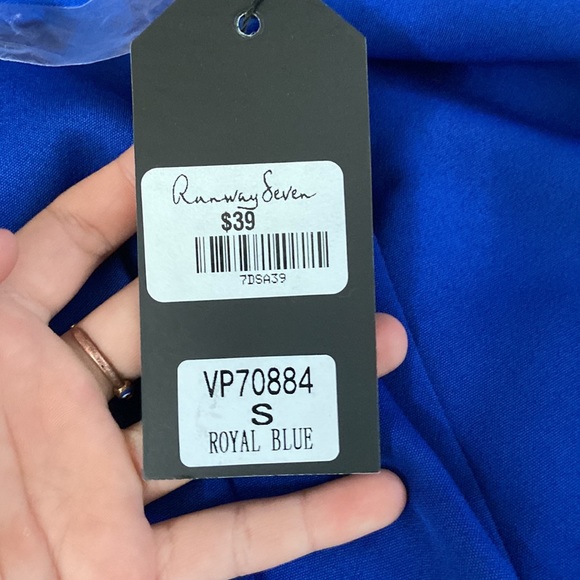 Runway Seven
$39
7DSA39
VP70884
S
ROYAL BLUE